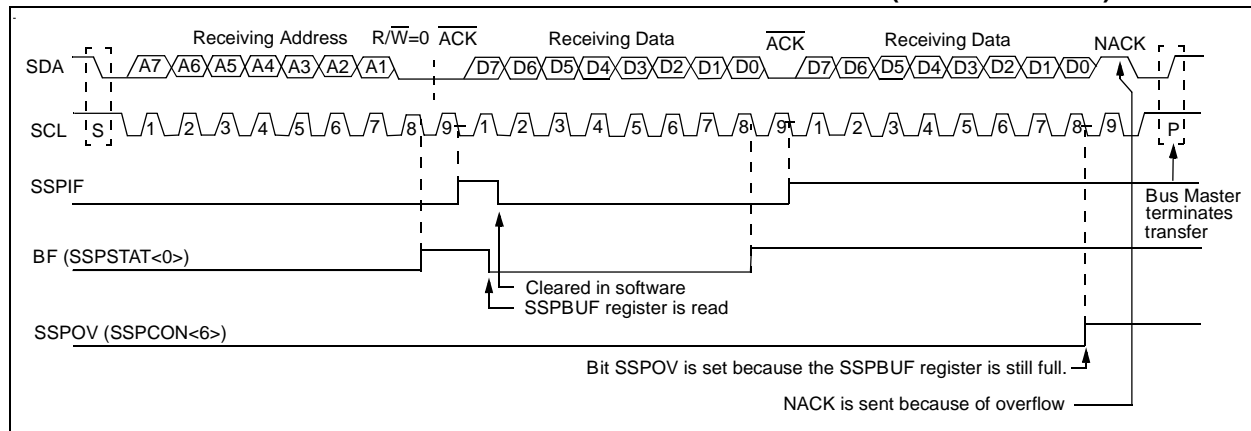 Receiving Address R/W=0 ACK Receiving Data ACK Receiving Data NACK
SDA A7 A6 A5 A4 A3 A2 A1 D7 D6 D5 D4 D3 D2 D1 D0 D7 D6 D5 D4 D3 D2 D1 D0
SCL S 1 2 3 4 5 6 7 8 9 1 2 3 4 5 6 7 8 9 1 2 3 4 5 6 7 8 9 P
SSPIF
Bus Master
terminates
transfer
BF (SSPSTAT<0>)
Cleared in software
SSPBUF register is read
SSPOV (SSPCON<6>)
Bit SSPOV is set because the SSPBUF register is still full.
NACK is sent because of overflow